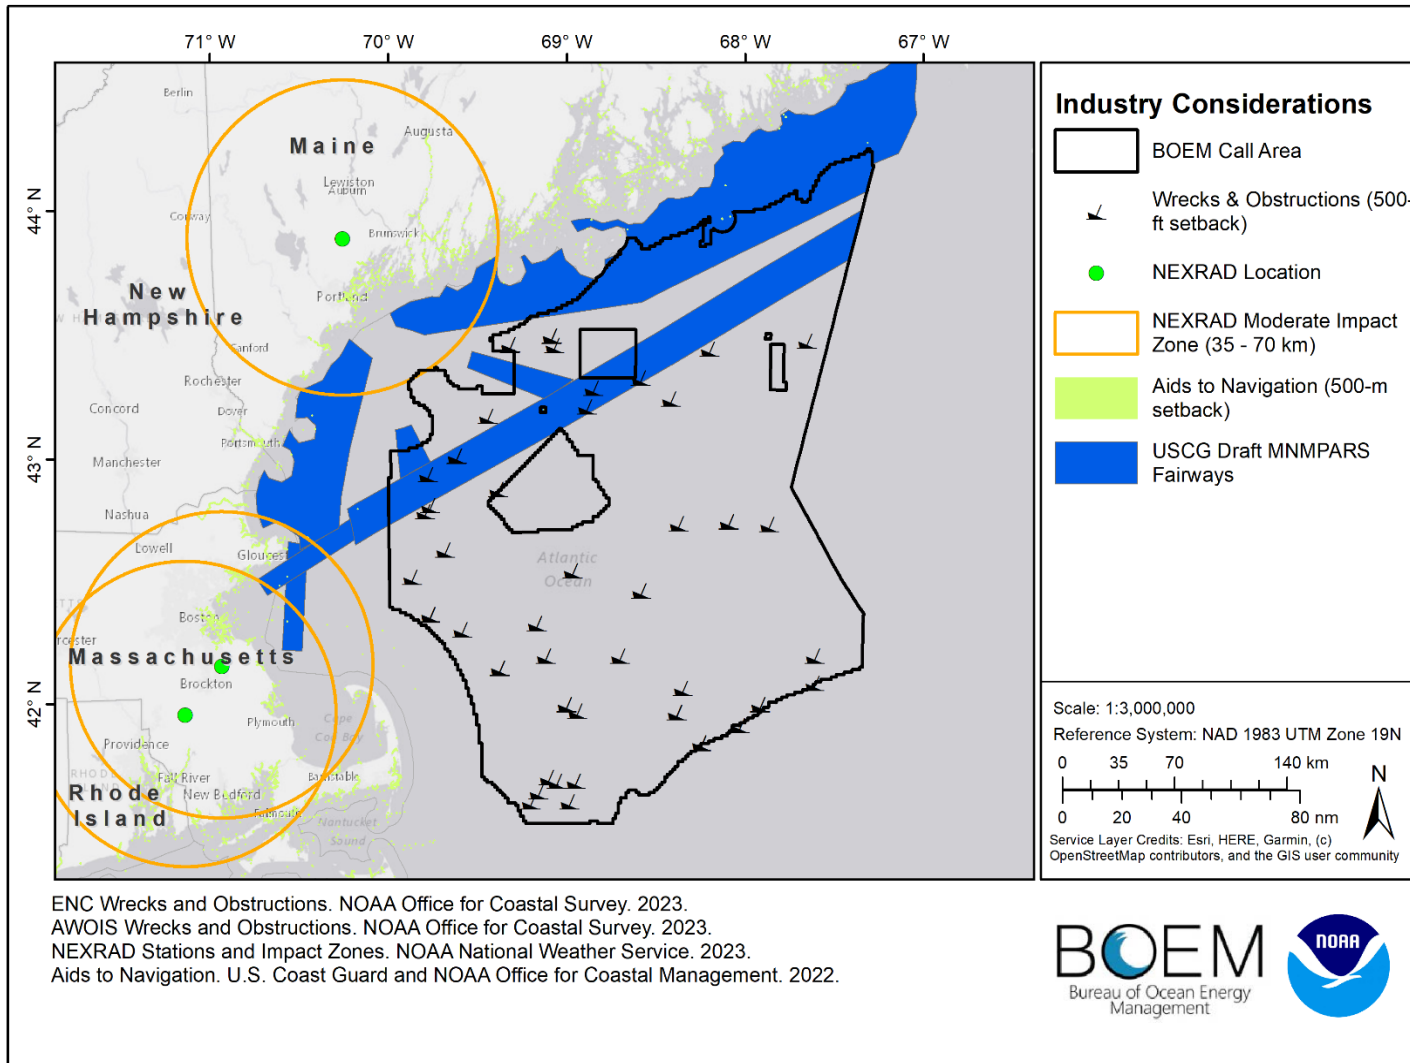 71° W
70° W
69° W
68° W
67° W
44° N
43° N
42° N
Berlin
Augusta
Maine
Lewiston
Auburn
Conway
Brunswick
New
Hampshire
Portland
Sanford
Rochester
Concord
Dover
Portsmouth
Manchester
Nashua
Lowell
Gloucest
Atlantic
Ocean
Boston
rcester
Massachusetts
Brockton
Plymouth
Cape
Cod Bay
Providence
RHODE
Fall River
Barnstable
New Bedford
Rhode
Island
Falmouth
Nantucket
Sound
Industry Considerations
BOEM Call Area
Wrecks & Obstructions (500-
ft setback)
NEXRAD Location
NEXRAD Moderate Impact
Zone (35 - 70 km)
Aids to Navigation (500-m
setback)
USCG Draft MNMPARS
Fairways
Scale: 1:3,000,000
Reference System: NAD 1983 UTM Zone 19N
0 35 70 140 km
0 20 40 80 nm
N
Service Layer Credits: Esri, HERE, Garmin, (c)
OpenStreetMap contributors, and the GIS user community
ENC Wrecks and Obstructions. NOAA Office for Coastal Survey. 2023.
AWOIS Wrecks and Obstructions. NOAA Office for Coastal Survey. 2023.
NEXRAD Stations and Impact Zones. NOAA National Weather Service. 2023.
Aids to Navigation. U.S. Coast Guard and NOAA Office for Coastal Management. 2022.
BOEM
Bureau of Ocean Energy
Management
NOAA